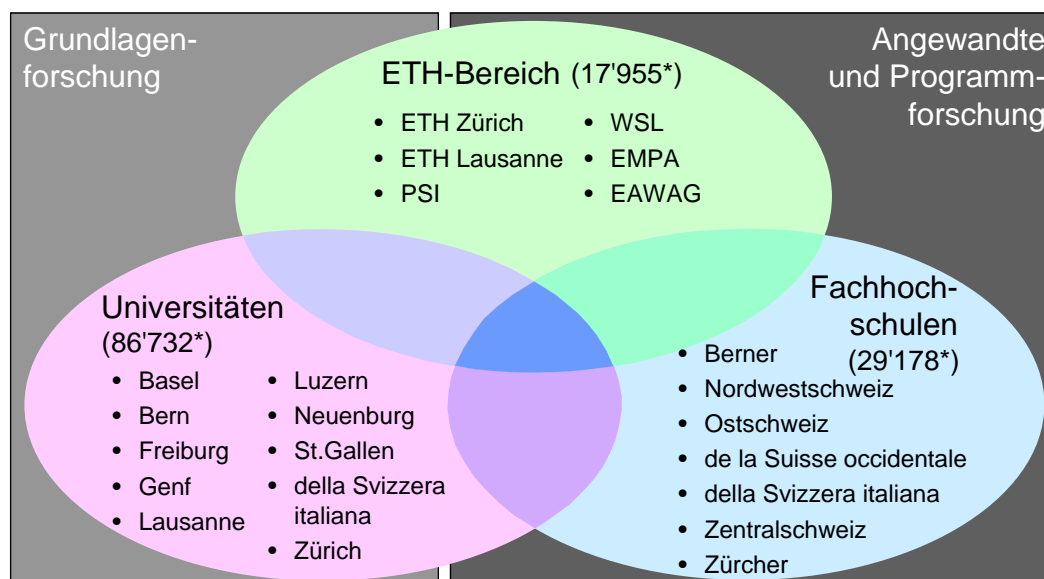 Grundlagen-
forschung
Angewandte
und Programm-
forschung
ETH-Bereich (17'955*)
• ETH Zürich
• ETH Lausanne
• PSI
• WSL
• EMPA
• EAWAG
Universitäten
(86'732*)
• Basel
• Bern
• Freiburg
• Genf
• Lausanne
• Luzern
• Neuenburg
• St.Gallen
• della Svizzera
italiana
• Zürich
Fachhoch-
schulen
(29'178*)
• Berner
• Nordwestschweiz
• Ostschweiz
• de la Suisse occidentale
• della Svizzera italiana
• Zentralschweiz
• Zürcher